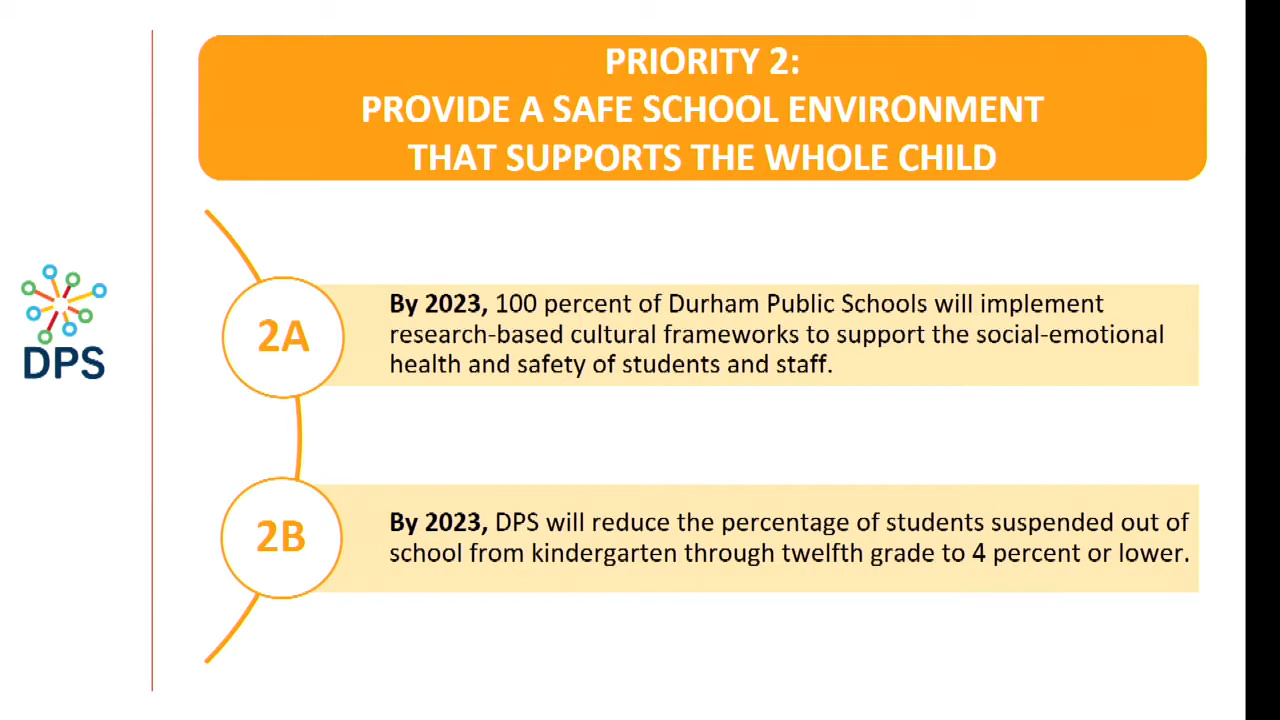 PRIORITY 2:
PROVIDE A SAFE SCHOOL ENVIRONMENT
THAT SUPPORTS THE WHOLE CHILD
DPS
2A
By 2023, 100 percent of Durham Public Schools will implement
research-based cultural frameworks to support the social-emotional
health and safety of students and staff.
2B
By 2023, DPS will reduce the percentage of students suspended out of
school from kindergarten through twelfth grade to 4 percent or lower.